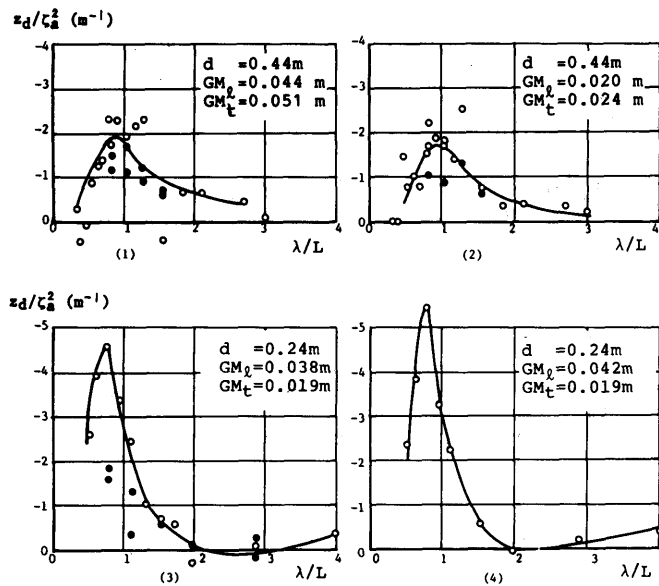 z_d/ζ_a^2 (m^-1)
-4
-3
-2
-1
0
d =0.44m
GM_ℓ=0.044 m
GM_t=0.051 m
0 1 2 3 4
(1)
λ/L
-4
-3
-2
-1
0
d =0.44m
GM_ℓ=0.020 m
GM_t=0.024 m
0 1 2 3 4
(2)
λ/L
z_d/ζ_a^2 (m^-1)
-5
-4
-3
-2
-1
0
d =0.24m
GM_ℓ=0.038m
GM_t=0.019m
0 1 2 3 4
(3)
λ/L
-5
-4
-3
-2
-1
0
d =0.24m
GM_ℓ=0.042m
GM_t=0.019m
0 1 2 3 4
(4)
λ/L